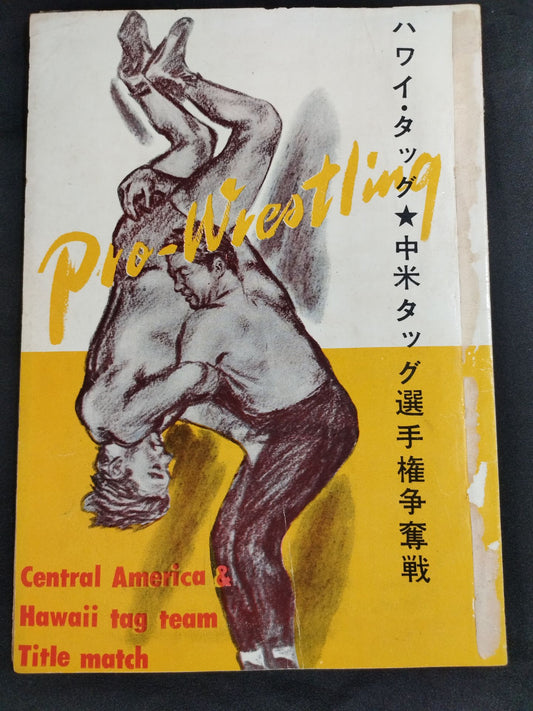 ハワイ・タッグ★中米タッグ選手権争奪戦
Pro-Wrestling
Central America &
Hawaii tag team
Title match